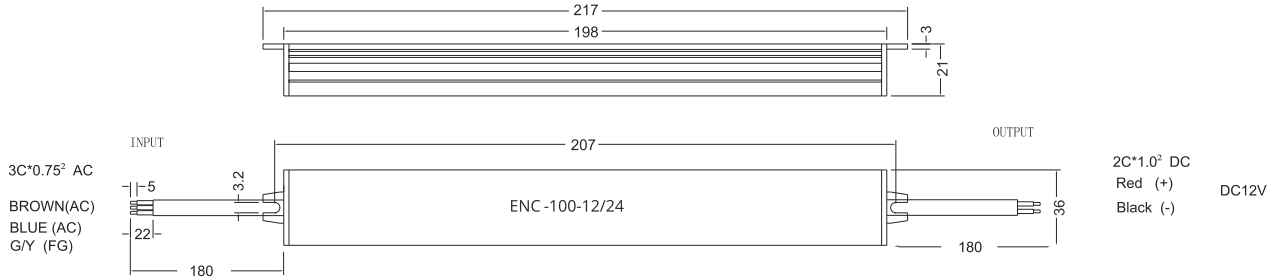 217
198
3
21
INPUT
OUTPUT
207
3C*0.75² AC
5
3.2
BROWN(AC)
BLUE (AC)
G/Y (FG)
22
180
ENC-100-12/24
36
180
2C*1.0² DC
Red (+)
Black (-)
DC12V